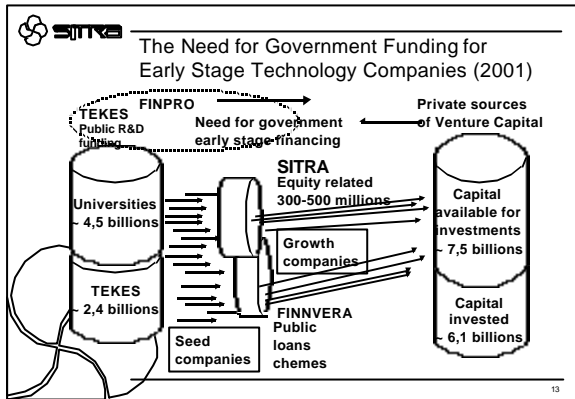 SITRA
The Need for Government Funding for
Early Stage Technology Companies (2001)
FINPRO
TEKES
Public R&D
funding
Need for government
early stage financing
Private sources
of Venture Capital
SITRA
Equity related
300-500 millions
Universities
~ 4,5 billions
Capital
available for
investments
~ 7,5 billions
Growth
companies
TEKES
~ 2,4 billions
Capital
invested
~ 6,1 billions
FINNVERA
Public
loans
chemes
Seed
companies
13